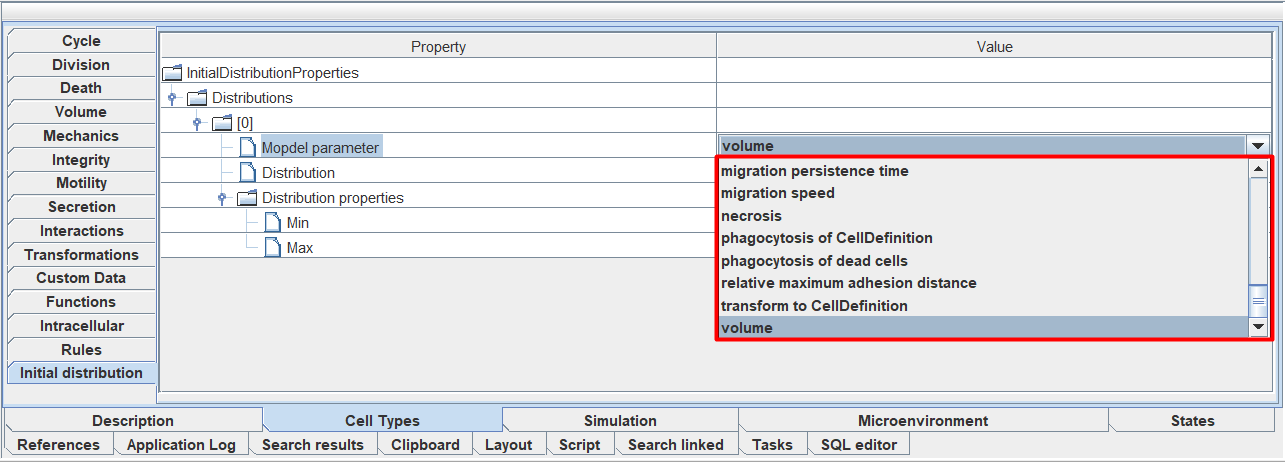 Cycle
Division
Death
Volume
Mechanics
Integrity
Motility
Secretion
Interactions
Transformations
Custom Data
Functions
Intracellular
Rules
Initial distribution
Property Value
InitialDistributionProperties
Distributions
[0]
Mopdel parameter volume
Distribution
Distribution properties
Min
Max
migration persistence time
migration speed
necrosis
phagocytosis of CellDefinition
phagocytosis of dead cells
relative maximum adhesion distance
transform to CellDefinition
volume
Description Cell Types Simulation Microenvironment States
References Application Log Search results Clipboard Layout Script Search linked Tasks SQL editor